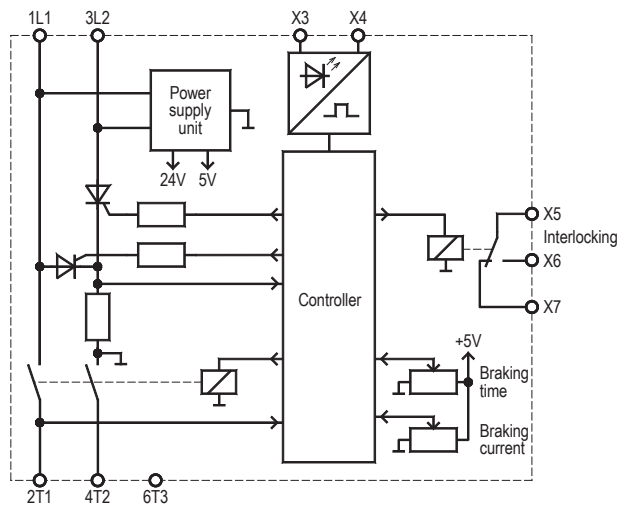 1L1 3L2 X3 X4
Power
supply
unit
24V 5V
X5
Interlocking
X6
Controller
X7
+5V
Braking
time
Braking
current
2T1 4T2 6T3